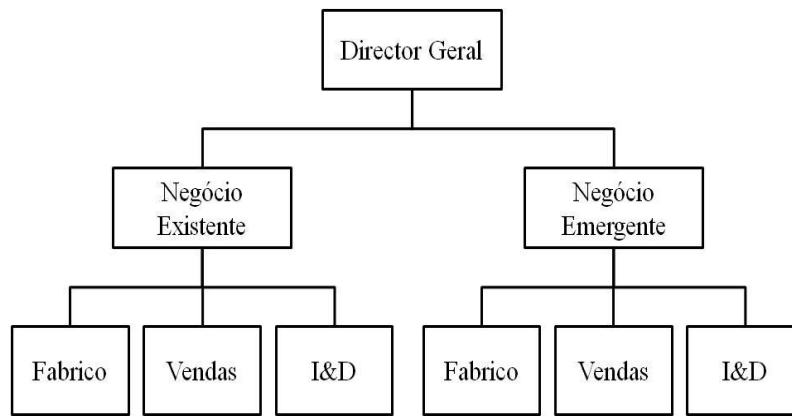 Director Geral
Negócio
Existente
Negócio
Emergente
Fabrico
Vendas
I&D
Fabrico
Vendas
I&D